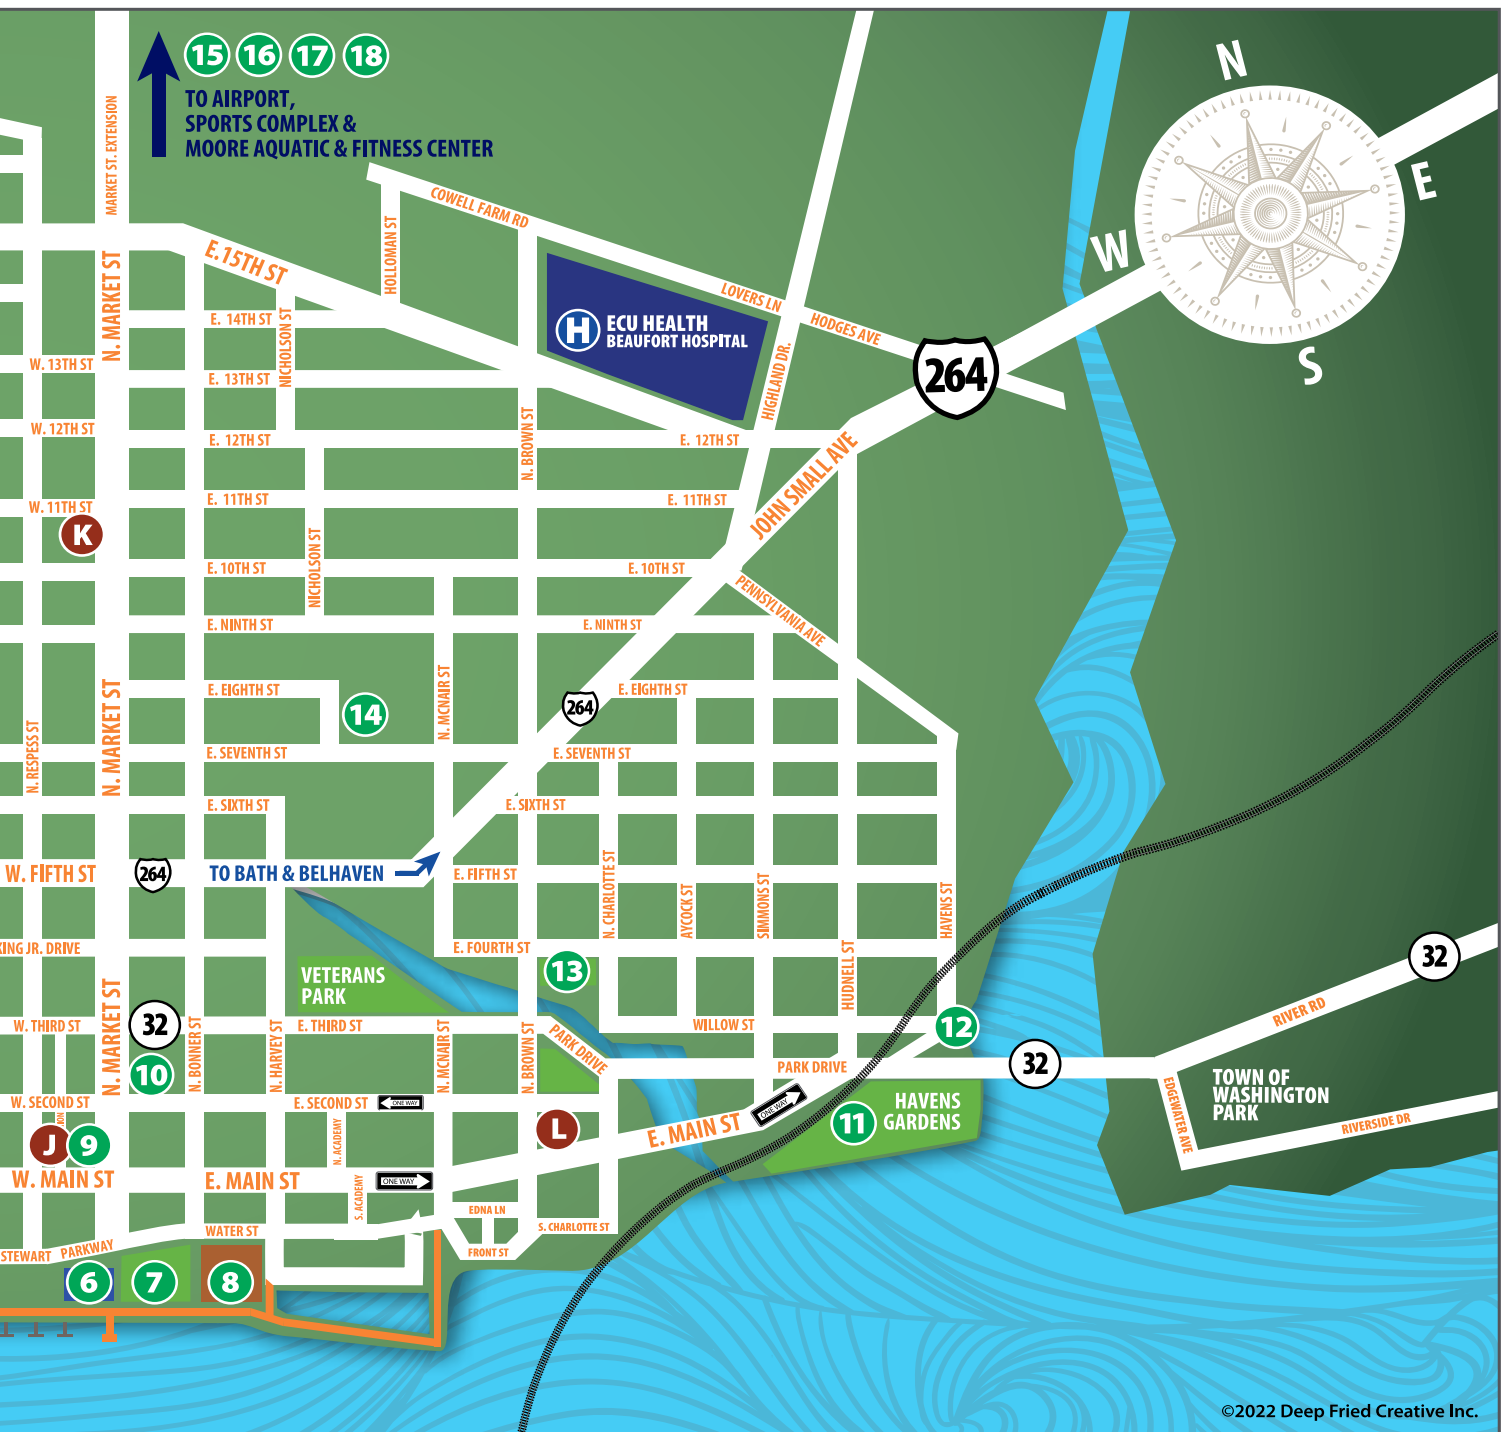 15 16 17 18
TO AIRPORT,
SPORTS COMPLEX &
MOORE AQUATIC & FITNESS CENTER
N
E
W
S
MARKET ST. EXTENSION
COWELL FARM RD
HOLLOMAN ST
E.15TH ST
N. MARKET ST
LOVERS LN
HODGES AVE
H
ECU HEALTH
BEAUFORT HOSPITAL
HIGHLAND DR.
264
E. 14TH ST
NICHOLSON ST
W. 13TH ST
E. 13TH ST
W. 12TH ST
E. 12TH ST
N. BROWN ST
E. 12TH ST
JOHN SMALL AVE
W. 11TH ST
E. 11TH ST
E. 11TH ST
K
NICHOLSON ST
E. 10TH ST
E. 10TH ST
PENNSYLVANIA AVE
E. NINTH ST
E. NINTH ST
N. MARKET ST
E. EIGHTH ST
14
N. MCNAIR ST
264
E. EIGHTH ST
N. RESPESS ST
E. SEVENTH ST
E. SEVENTH ST
E. SIXTH ST
E. SIXTH ST
W. FIFTH ST
264
TO BATH & BELHAVEN
E. FIFTH ST
N. CHARLOTTE ST
AYCOCK ST
SIMMONS ST
HAVENS ST
KING JR. DRIVE
E. FOURTH ST
VETERANS
PARK
13
HUDNELL ST
32
RIVER RD
N. MARKET ST
W. THIRD ST
32
N. BONNER ST
N. HARVEY ST
E. THIRD ST
N. MCNAIR ST
N. BROWN ST
PARK DRIVE
WILLOW ST
12
10
PARK DRIVE
32
EDGEWATER AVE
TOWN OF
WASHINGTON
PARK
RIVERSIDE DR
W. SECOND ST
E. SECOND ST
ONE WAY
ONE WAY
HAVENS
GARDENS
11
L
E. MAIN ST
J
9
N. ACADEMY
W. MAIN ST
E. MAIN ST
ONE WAY
S. ACADEMY
EDNA LN
S. CHARLOTTE ST
FRONT ST
WATER ST
STEWART PARKWAY
6
7
8
©2022 Deep Fried Creative Inc.